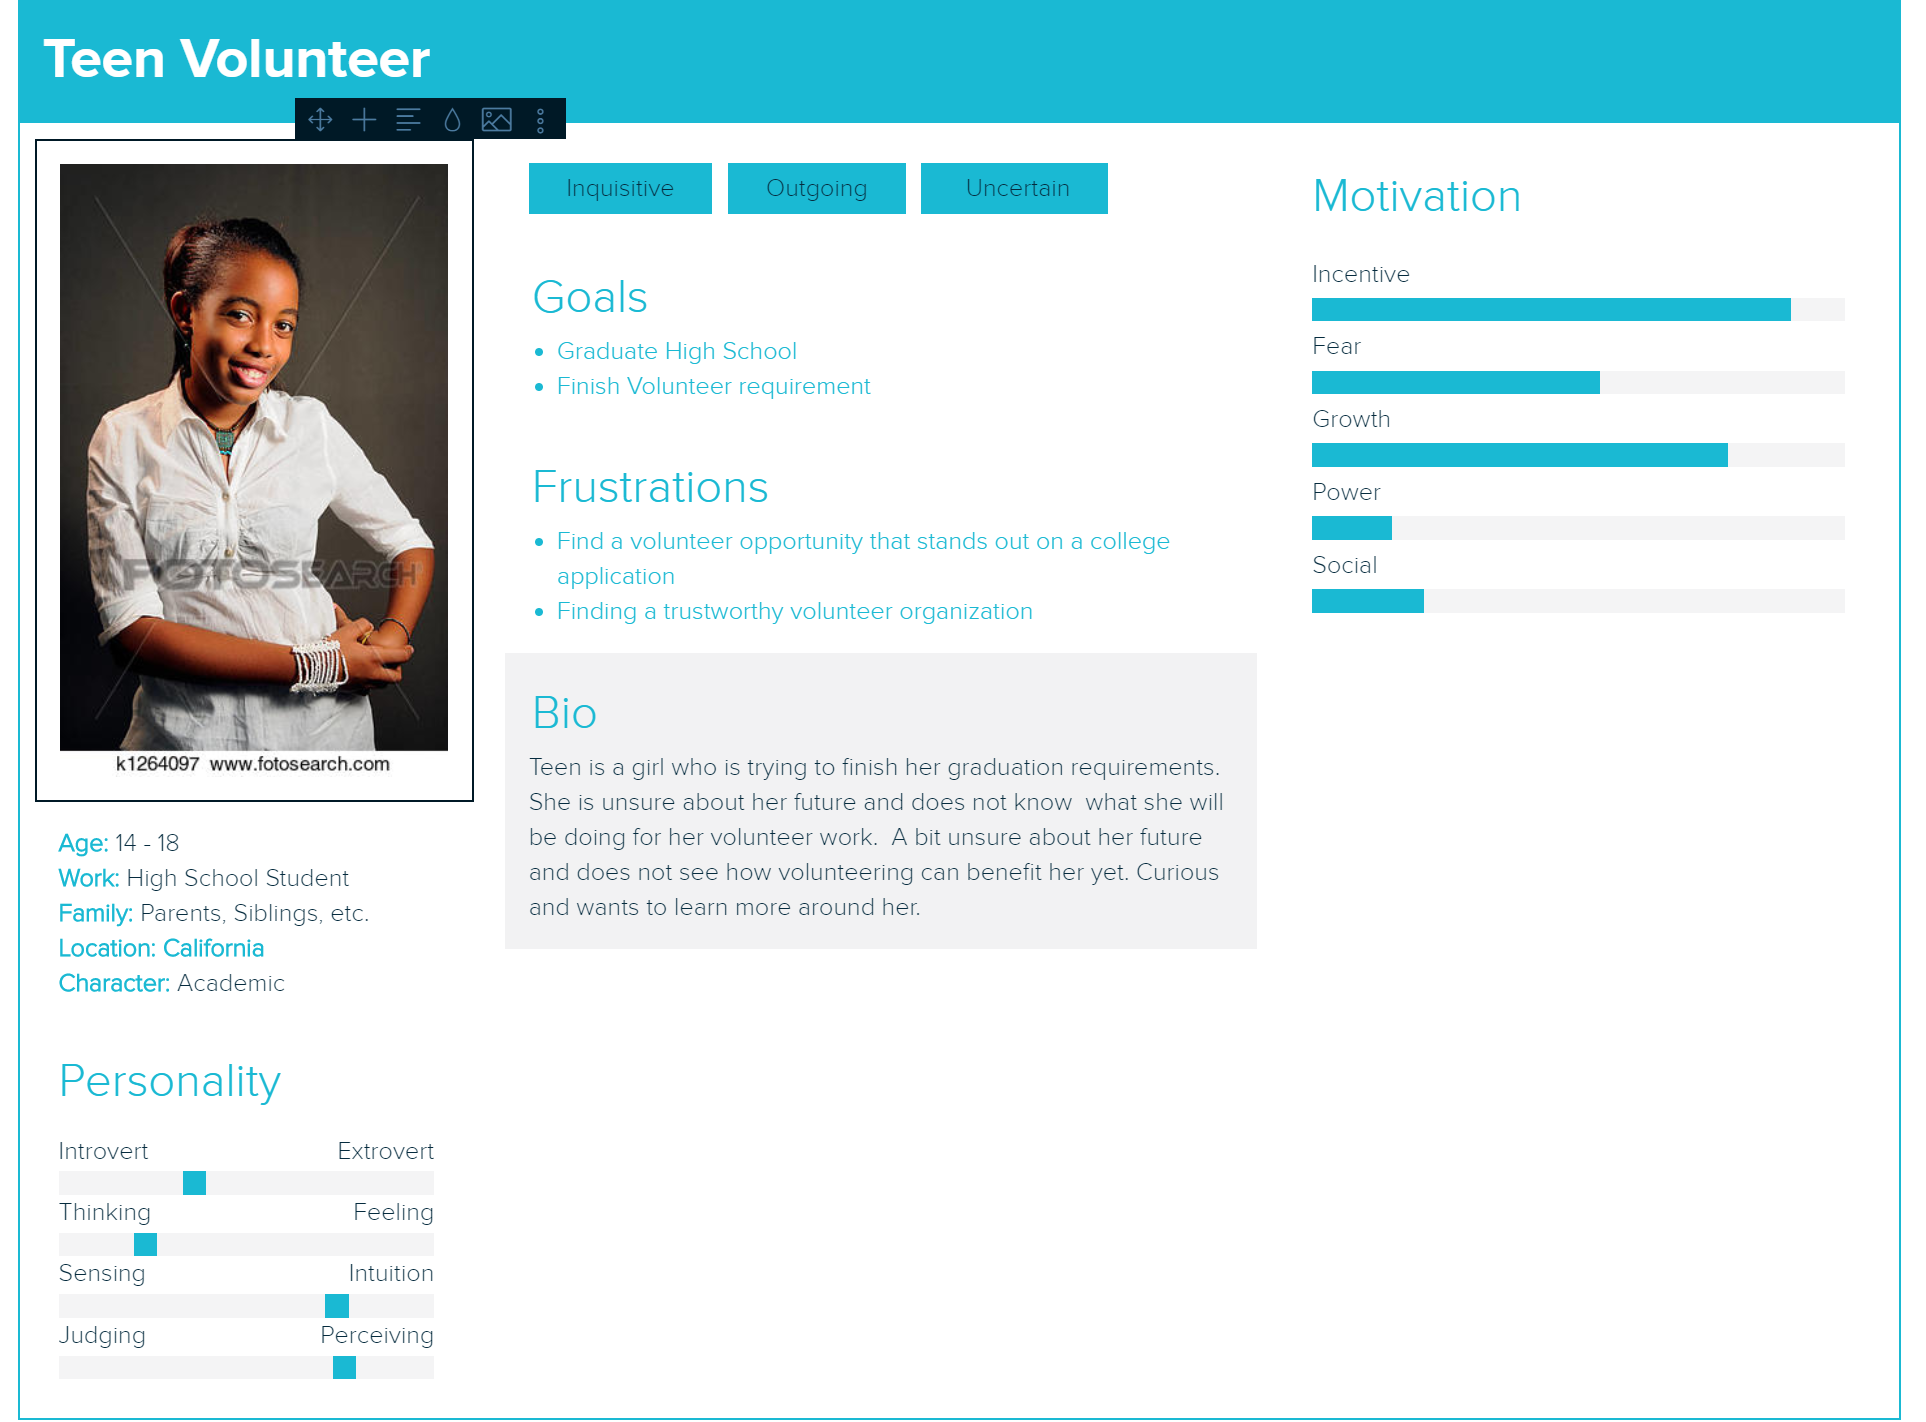 Teen Volunteer
FOTOSEARCH
k1264097 www.fotosearch.com
Age: 14 - 18
Work: High School Student
Family: Parents, Siblings, etc.
Location: California
Character: Academic
Personality
Introvert Extrovert
Thinking Feeling
Sensing Intuition
Judging Perceiving
Inquisitive Outgoing Uncertain
Goals
• Graduate High School
• Finish Volunteer requirement
Frustrations
• Find a volunteer opportunity that stands out on a college
application
• Finding a trustworthy volunteer organization
Bio
Teen is a girl who is trying to finish her graduation requirements.
She is unsure about her future and does not know  what she will
be doing for her volunteer work.  A bit unsure about her future
and does not see how volunteering can benefit her yet. Curious
and wants to learn more around her.
Motivation
Incentive
Fear
Growth
Power
Social